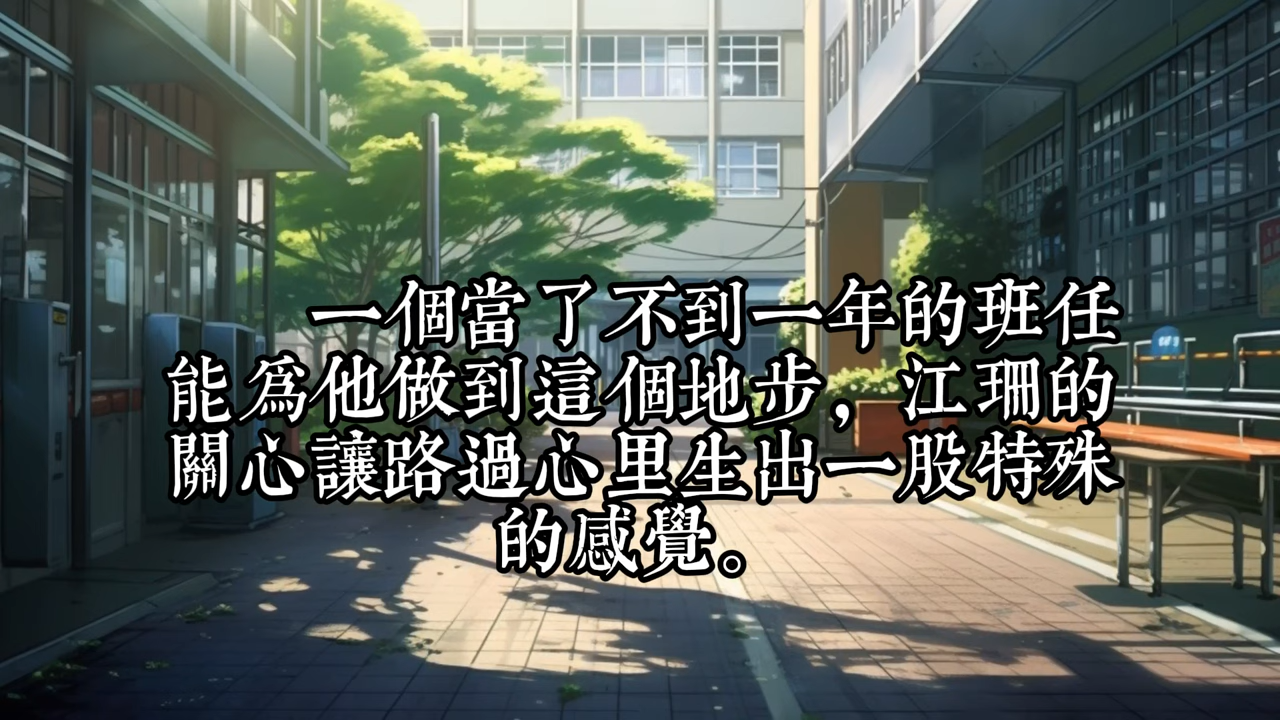 一個當了不到一年的班任
能爲他做到這個地步，江珊的
關心讓路過心里生出一股特殊
的感覺。